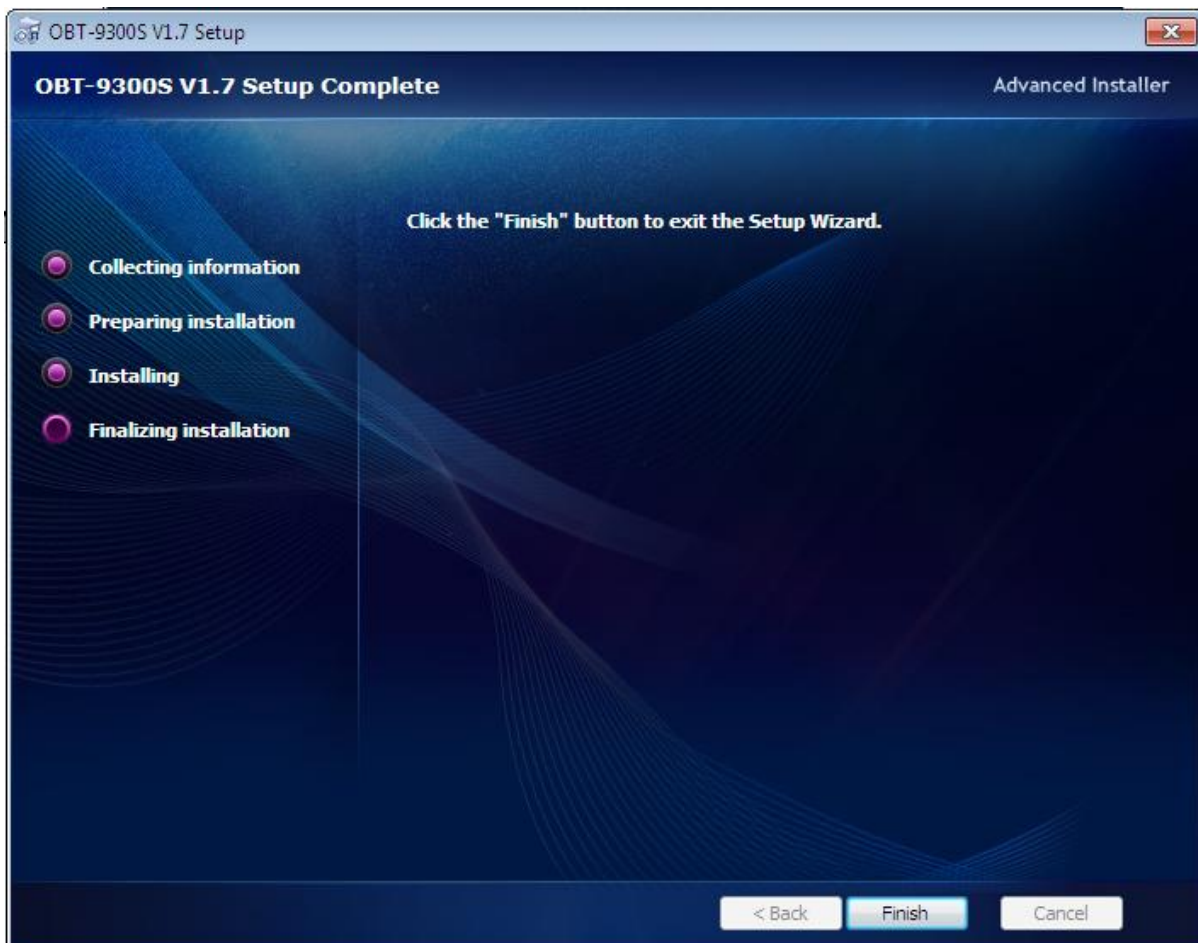 OBT-9300S V1.7 Setup
OBT-9300S V1.7 Setup Complete
Advanced Installer
Click the "Finish" button to exit the Setup Wizard.
Collecting information
Preparing installation
Installing
Finalizing installation
< Back
Finish
Cancel